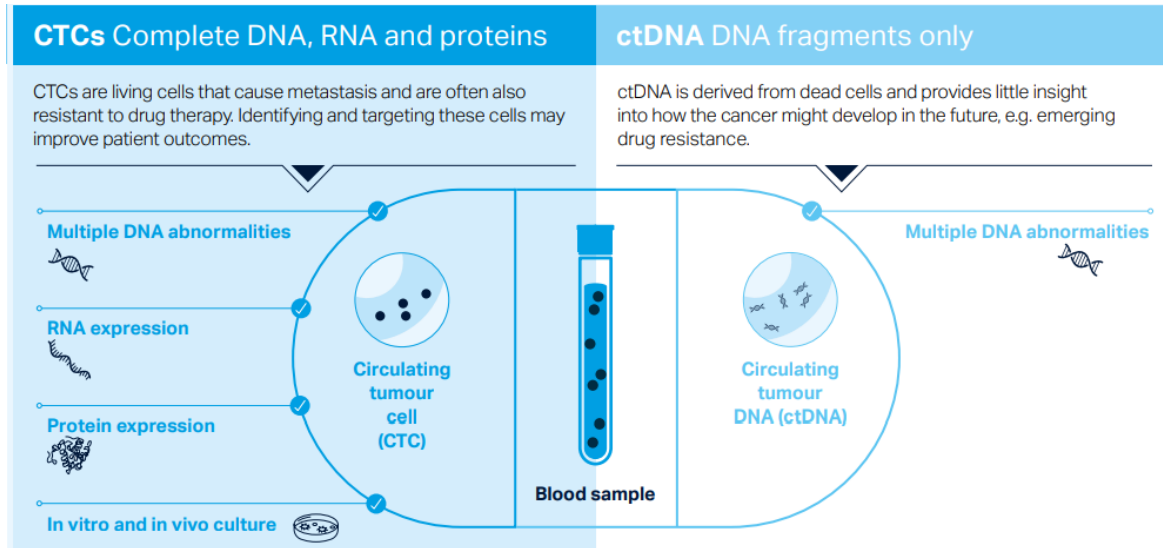 CTCs Complete DNA, RNA and proteins
CTCs are living cells that cause metastasis and are often also
resistant to drug therapy. Identifying and targeting these cells may
improve patient outcomes.
Multiple DNA abnormalities
RNA expression
Protein expression
In vitro and in vivo culture
Circulating
tumour
cell
(CTC)
Blood sample
ctDNA DNA fragments only
ctDNA is derived from dead cells and provides little insight
into how the cancer might develop in the future, e.g. emerging
drug resistance.
Circulating
tumour
DNA (ctDNA)
Multiple DNA abnormalities